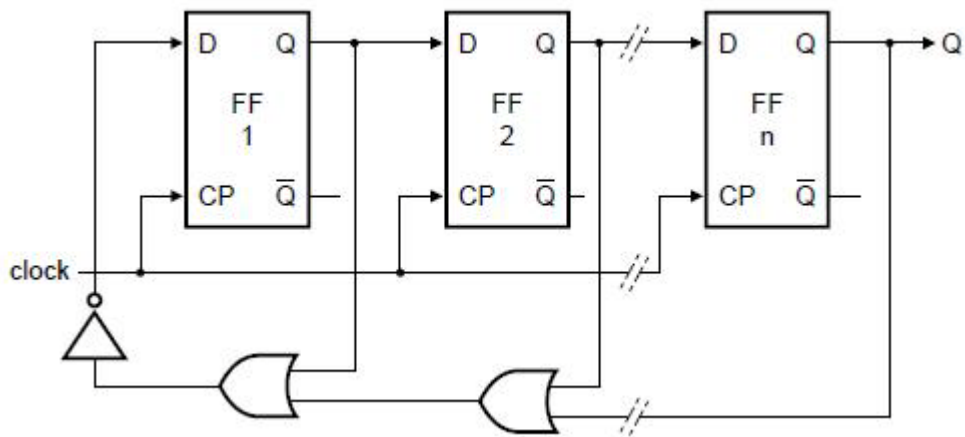 D Q D Q D Q Q
FF FF FF
1 2 n
CP Q̅ CP Q̅ CP Q̅
clock